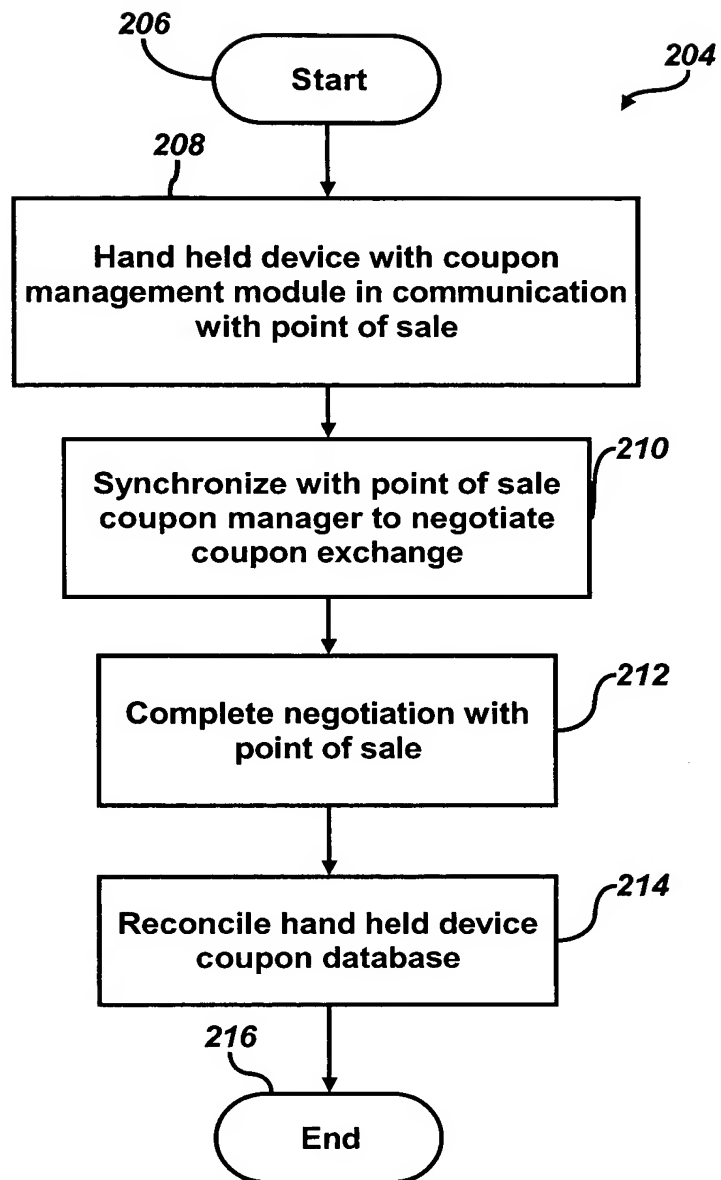 206
Start
204
208
Hand held device with coupon
management module in communication
with point of sale
210
Synchronize with point of sale
coupon manager to negotiate
coupon exchange
212
Complete negotiation with
point of sale
214
Reconcile hand held device
coupon database
216
End